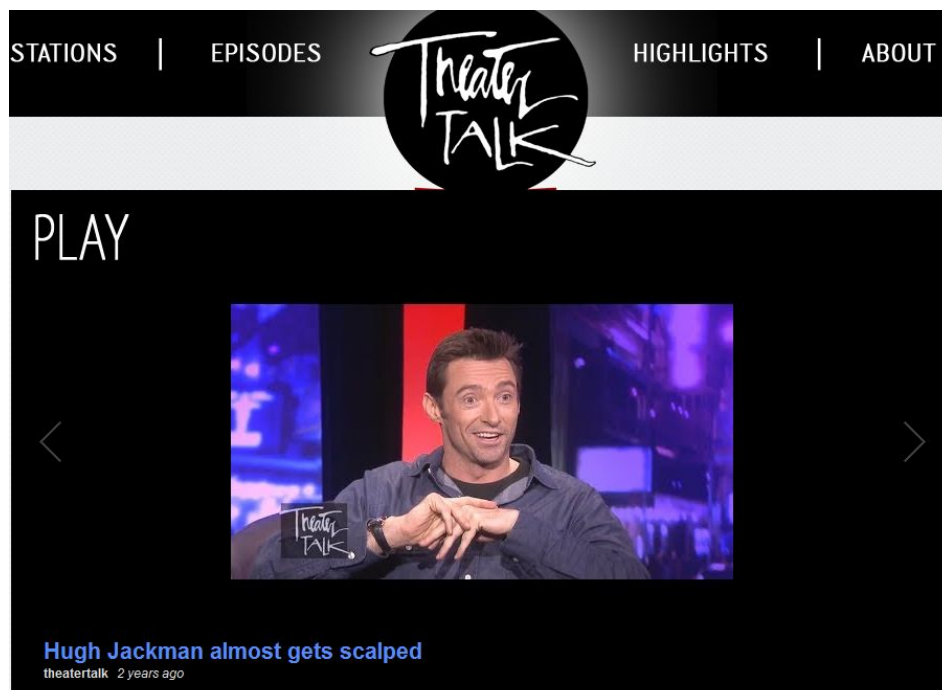 STATIONS | EPISODES
Theater
TALK
HIGHLIGHTS | ABOUT
PLAY
Theater
TALK
Hugh Jackman almost gets scalped
theatertalk 2 years ago